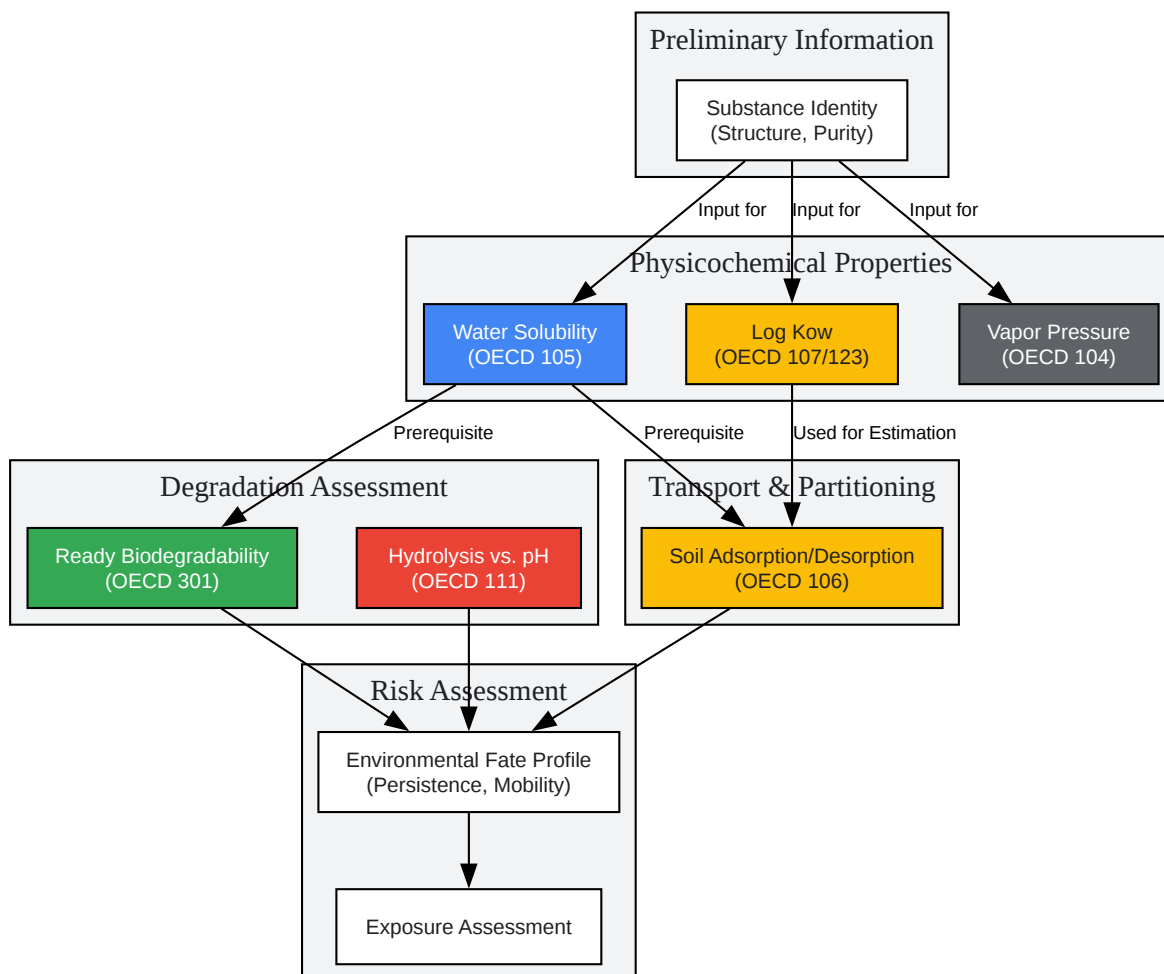 Preliminary Information
Substance Identity
(Structure, Purity)
Input for
Input for
Input for
Physicochemical Properties
Water Solubility
(OECD 105)
Log Kow
(OECD 107/123)
Vapor Pressure
(OECD 104)
Prerequisite
Prerequisite
Used for Estimation
Degradation Assessment
Transport & Partitioning
Ready Biodegradability
(OECD 301)
Hydrolysis vs. pH
(OECD 111)
Soil Adsorption/Desorption
(OECD 106)
Risk Assessment
Environmental Fate Profile
(Persistence, Mobility)
Exposure Assessment